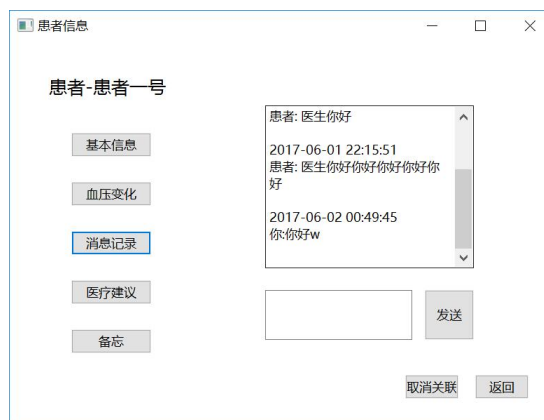 患者信息
患者-患者一号
基本信息
血压变化
消息记录
医疗建议
备忘
患者: 医生你好
2017-06-01 22:15:51
患者: 医生你好你好你好你好你
好
2017-06-02 00:49:45
你:你好w
发送
取消关联
返回